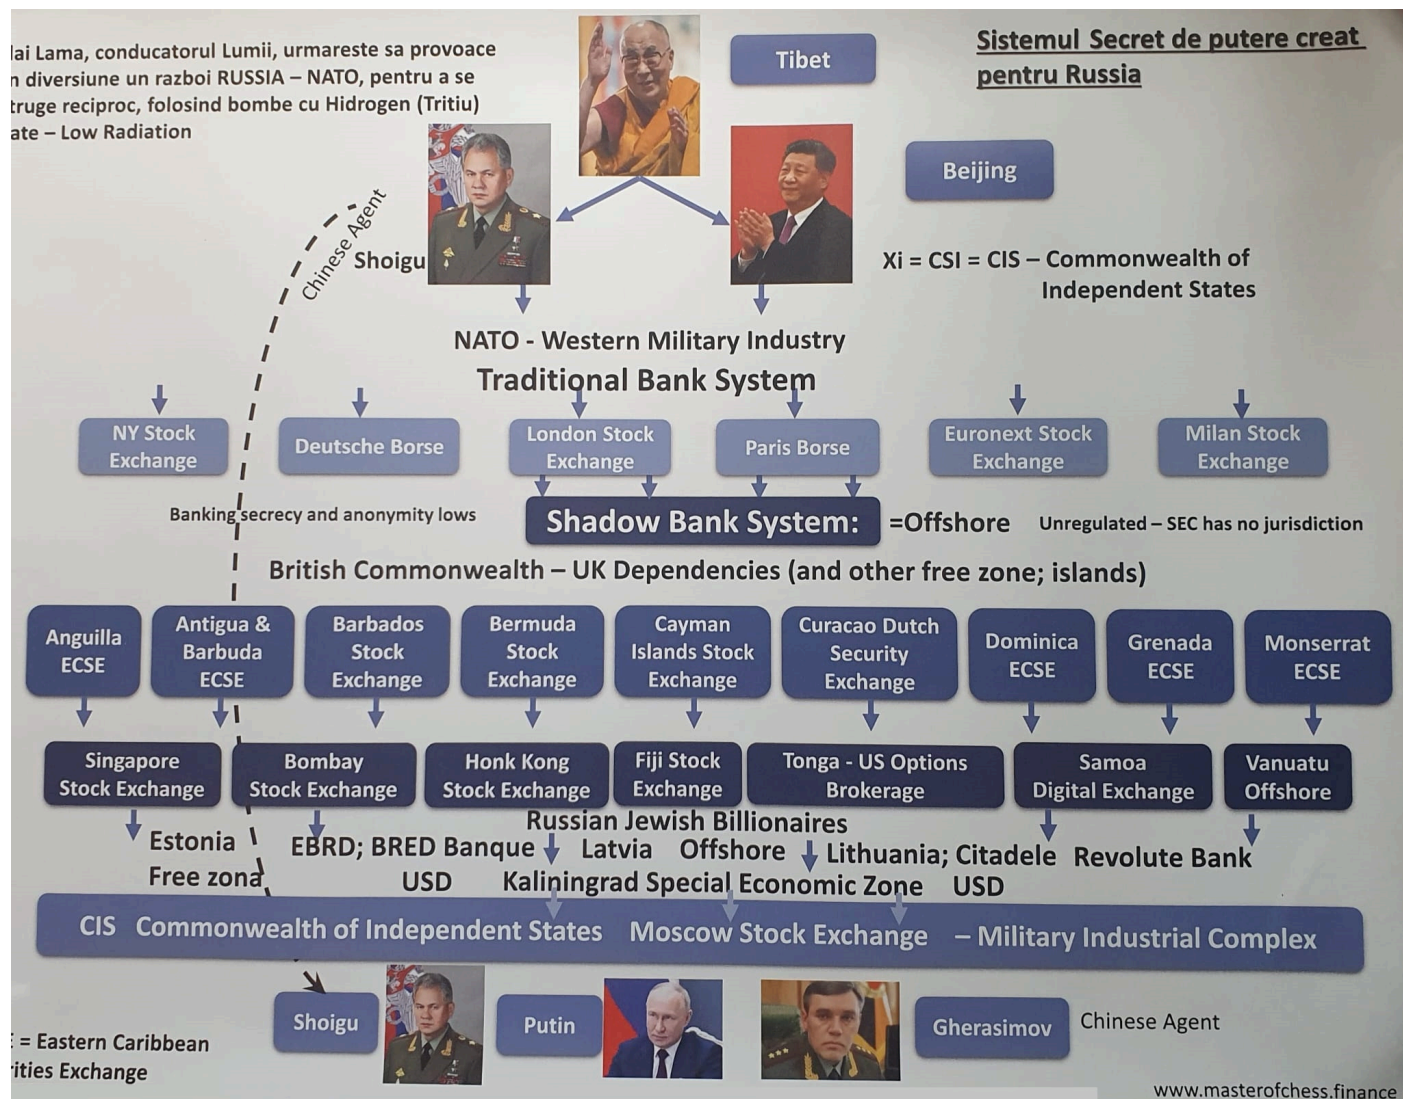 lai Lama, conducatorul Lumii, urmareste sa provoace
n diversiune un razboi RUSSIA – NATO, pentru a se
truge reciproc, folosind bombe cu Hidrogen (Tritiu)
ate – Low Radiation
Tibet
Sistemul Secret de putere creat
pentru Russia
Beijing
Chinese Agent
Shoigu
Xi = CSI = CIS – Commonwealth of
Independent States
NATO - Western Military Industry
Traditional Bank System
NY Stock
Exchange
Deutsche Borse
London Stock
Exchange
Paris Borse
Euronext Stock
Exchange
Milan Stock
Exchange
Banking secrecy and anonymity lows
Shadow Bank System:
=Offshore
Unregulated – SEC has no jurisdiction
British Commonwealth – UK Dependencies (and other free zone; islands)
Anguilla
ECSE
Antigua &
Barbuda
ECSE
Barbados
Stock
Exchange
Bermuda
Stock
Exchange
Cayman
Islands Stock
Exchange
Curacao Dutch
Security
Exchange
Dominica
ECSE
Grenada
ECSE
Monserrat
ECSE
Singapore
Stock Exchange
Bombay
Stock Exchange
Honk Kong
Stock Exchange
Fiji Stock
Exchange
Tonga - US Options
Brokerage
Samoa
Digital Exchange
Vanuatu
Offshore
Russian Jewish Billionaires
Estonia
Free zona
EBRD; BRED Banque
Latvia
Offshore
Lithuania; Citadele
Revolute Bank
USD
Kaliningrad Special Economic Zone
USD
CIS Commonwealth of Independent States Moscow Stock Exchange – Military Industrial Complex
Shoigu
Putin
Gherasimov
Chinese Agent
= Eastern Caribbean
ities Exchange
www.masterofchess.finance